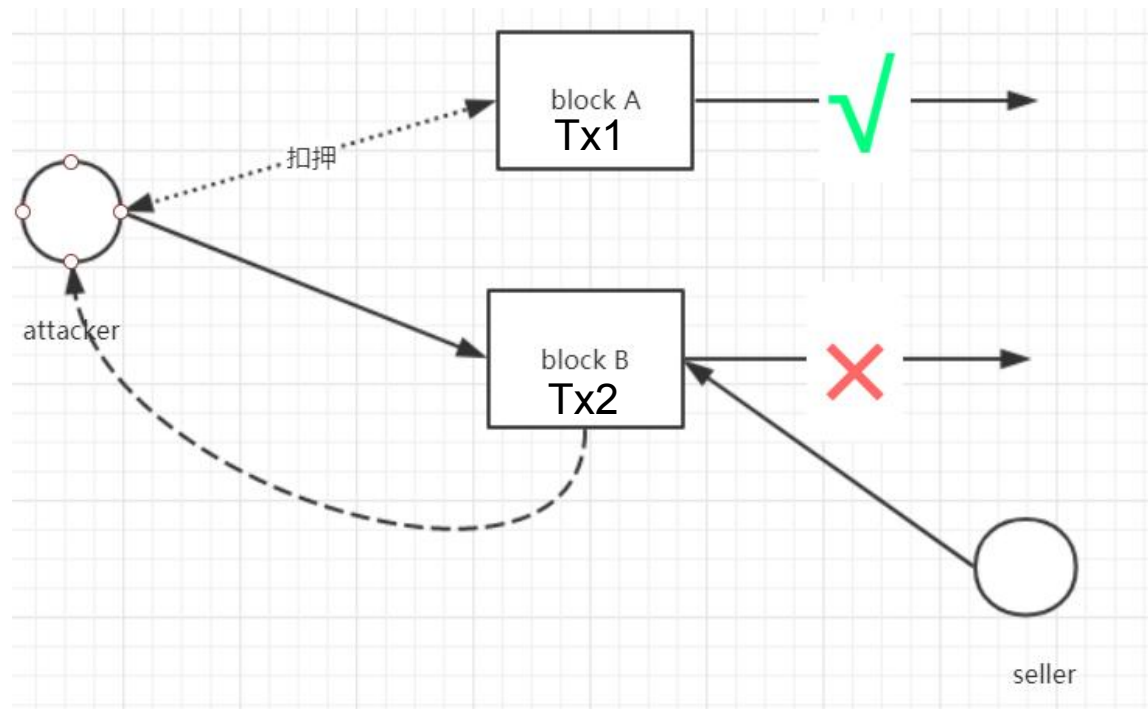 block A
Tx1
扣押
attacker
block B
Tx2
seller